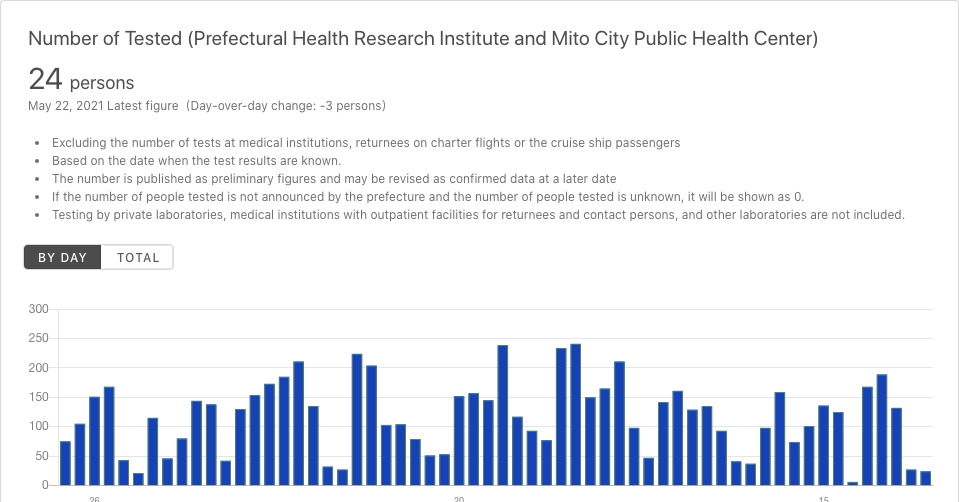 Number of Tested (Prefectural Health Research Institute and Mito City Public Health Center)
24 persons
May 22, 2021 Latest figure (Day-over-day change: -3 persons)
• Excluding the number of tests at medical institutions, returnees on charter flights or the cruise ship passengers
• Based on the date when the test results are known.
• The number is published as preliminary figures and may be revised as confirmed data at a later date
• If the number of people tested is not announced by the prefecture and the number of people tested is unknown, it will be shown as 0.
• Testing by private laboratories, medical institutions with outpatient facilities for returnees and contact persons, and other laboratories are not included.
BY DAY TOTAL
300
250
200
150
100
50
0
26 20 15